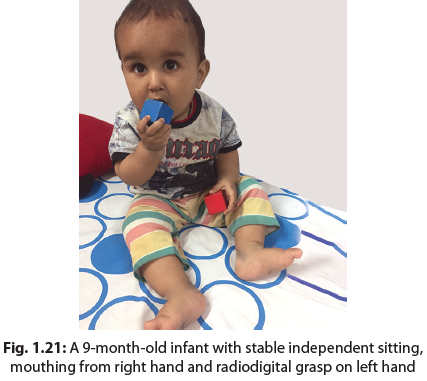 Fig. 1.21: A 9-month-old infant with stable independent sitting,
mouthing from right hand and radiodigital grasp on left hand